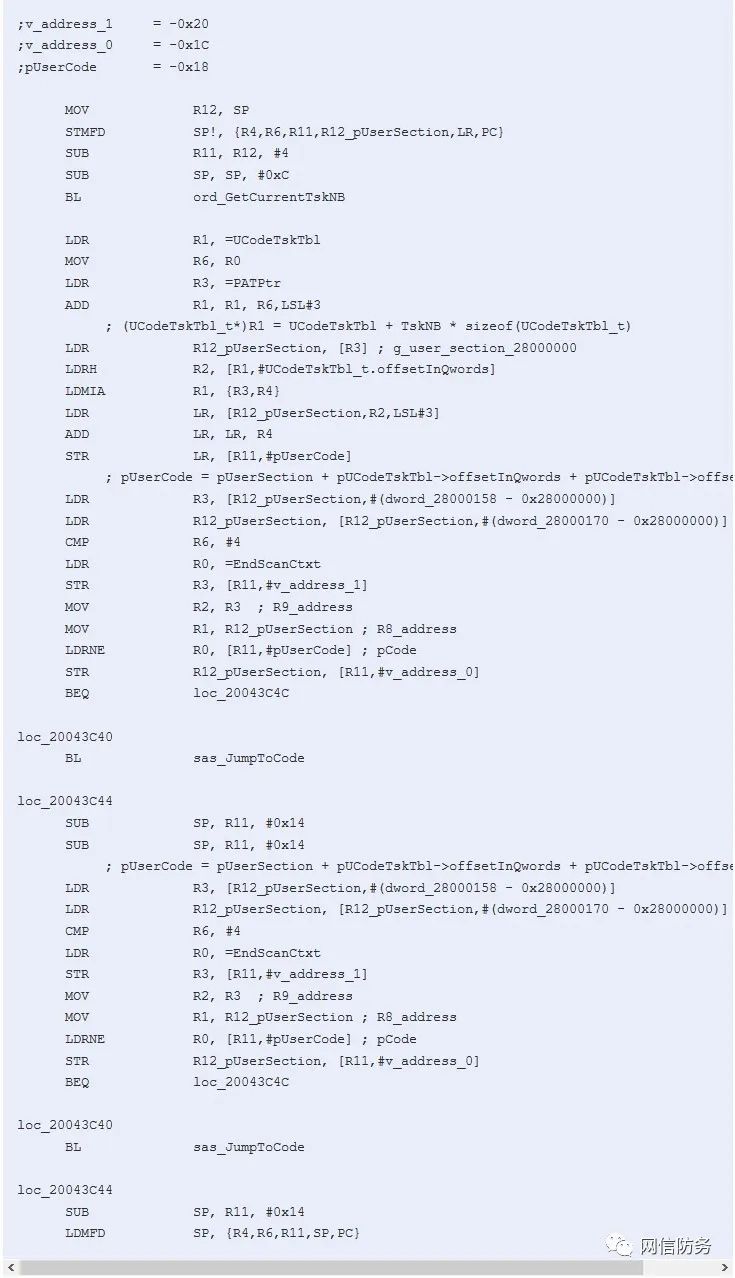 ;v_address_1     = -0x20
;v_address_0     = -0x1C
;pUserCode       = -0x18
MOV             R12, SP
STMFD           SP!, {R4,R6,R11,R12_pUserSection,LR,PC}
SUB             R11, R12, #4
SUB             SP, SP, #0xC
BL              ord_GetCurrentTskNB
LDR             R1, =UCodeTskTbl
MOV             R6, R0
LDR             R3, =PATPtr
ADD             R1, R1, R6,LSL#3
; (UCodeTskTbl_t*)R1 = UCodeTskTbl + TskNB * sizeof(UCodeTskTbl_t)
LDR             R12_pUserSection, [R3] ; g_user_section_28000000
LDRH            R2, [R1,#UCodeTskTbl_t.offsetInQwords]
LDMIA           R1, {R3,R4}
LDR             LR, [R12_pUserSection,R2,LSL#3]
ADD             LR, LR, R4
STR             LR, [R11,#pUserCode]
; pUserCode = pUserSection + pUCodeTskTbl->offsetInQwords + pUCodeTskTbl->offse
LDR             R3, [R12_pUserSection,#(dword_28000158 - 0x28000000)]
LDR             R12_pUserSection, [R12_pUserSection,#(dword_28000170 - 0x28000000)]
CMP             R6, #4
LDR             R0, =EndScanCtxt
STR             R3, [R11,#v_address_1]
MOV             R2, R3  ; R9_address
MOV             R1, R12_pUserSection ; R8_address
LDRNE           R0, [R11,#pUserCode] ; pCode
STR             R12_pUserSection, [R11,#v_address_0]
BEQ             loc_20043C4C
loc_20043C40
BL              sas_JumpToCode
loc_20043C44
SUB             SP, R11, #0x14
SUB             SP, R11, #0x14
; pUserCode = pUserSection + pUCodeTskTbl->offsetInQwords + pUCodeTskTbl->offse
LDR             R3, [R12_pUserSection,#(dword_28000158 - 0x28000000)]
LDR             R12_pUserSection, [R12_pUserSection,#(dword_28000170 - 0x28000000)]
CMP             R6, #4
LDR             R0, =EndScanCtxt
STR             R3, [R11,#v_address_1]
MOV             R2, R3  ; R9_address
MOV             R1, R12_pUserSection ; R8_address
LDRNE           R0, [R11,#pUserCode] ; pCode
STR             R12_pUserSection, [R11,#v_address_0]
BEQ             loc_20043C4C
loc_20043C40
BL              sas_JumpToCode
loc_20043C44
SUB             SP, R11, #0x14
LDMFD           SP, {R4,R6,R11,SP,PC}
网信防务